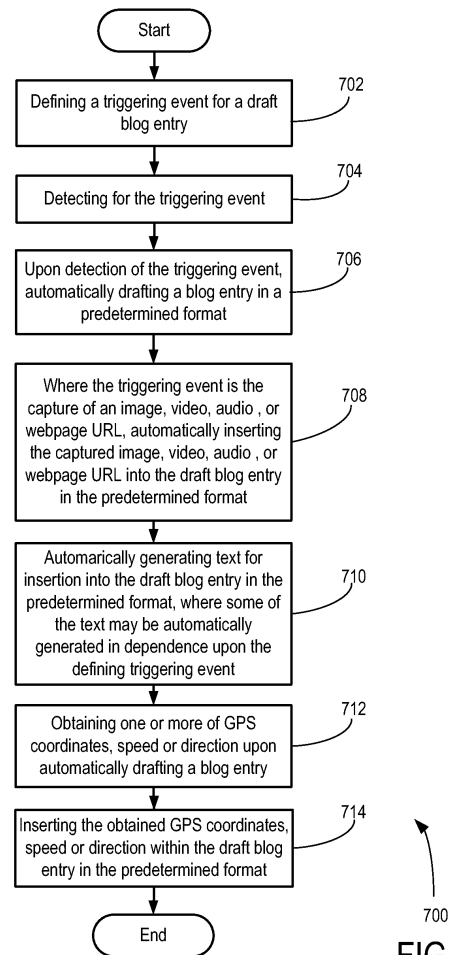 Start
702
Defining a triggering event for a draft
blog entry
704
Detecting for the triggering event
706
Upon detection of the triggering event,
automatically drafting a blog entry in a
predetermined format
708
Where the triggering event is the
capture of an image, video, audio , or
webpage URL, automatically inserting
the captured image, video, audio , or
webpage URL into the draft blog entry
in the predetermined format
710
Automarically generating text for
insertion into the draft blog entry in the
predetermined format, where some of
the text may be automatically
generated in dependence upon the
defining triggering event
712
Obtaining one or more of GPS
coordinates, speed or direction upon
automatically drafting a blog entry
714
Inserting the obtained GPS coordinates,
speed or direction within the draft blog
entry in the predetermined format
700
End
FIG